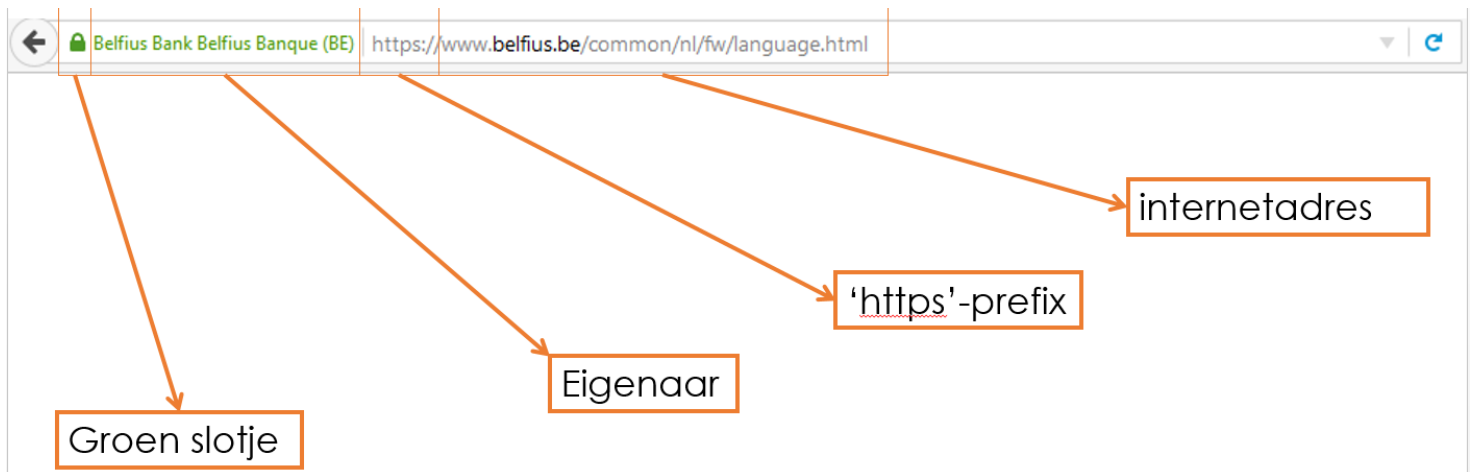 Belfius Bank Belfius Banque (BE) https://www.belfius.be/common/nl/fw/language.html
internetadres
‘https’-prefix
Eigenaar
Groen slotje